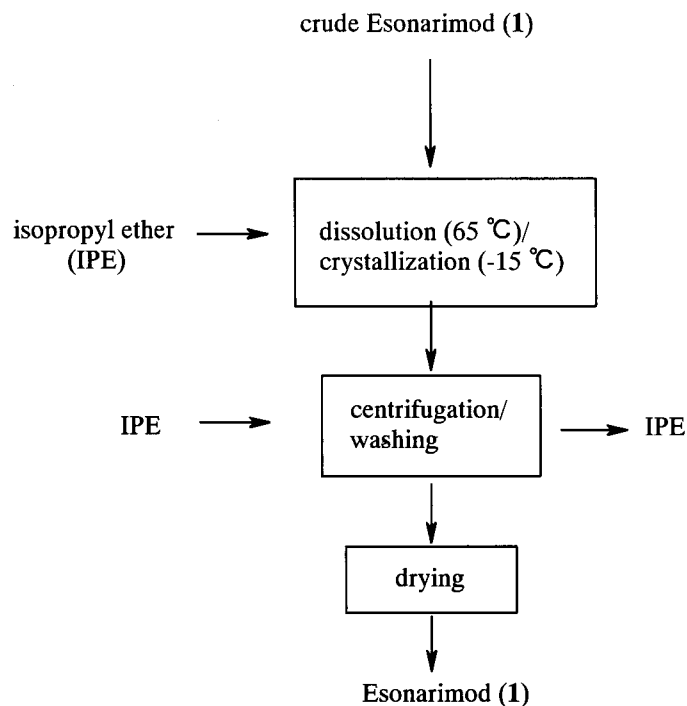 crude Esonarimod (1)
isopropyl ether
(IPE)
dissolution (65 ℃)/
crystallization (-15 ℃)
IPE
centrifugation/
washing
IPE
drying
Esonarimod (1)